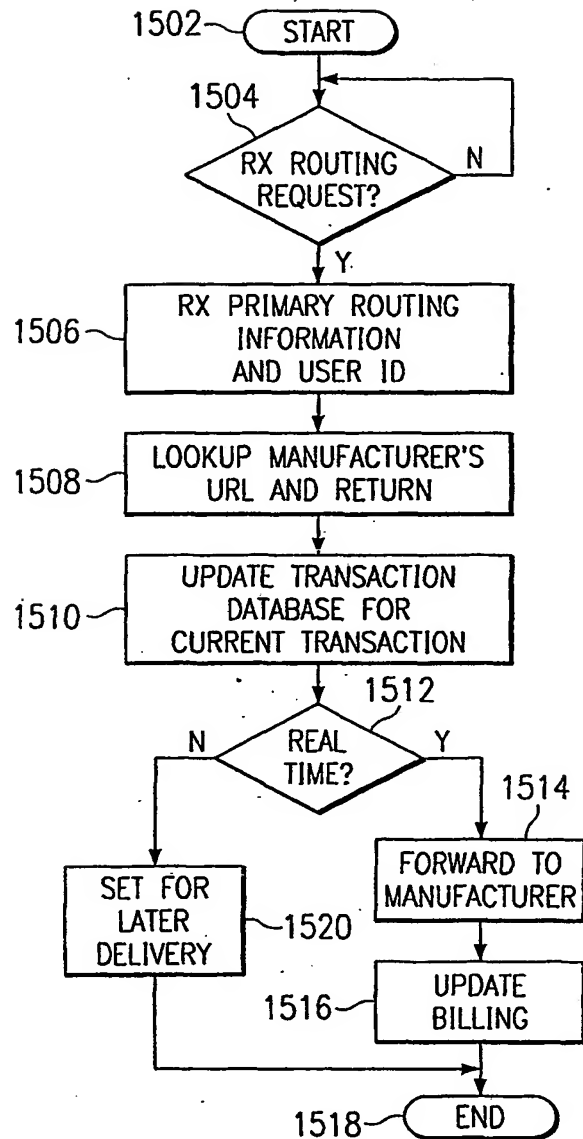 1502
START
1504
RX ROUTING
REQUEST?
N
Y
1506
RX PRIMARY ROUTING
INFORMATION
AND USER ID
1508
LOOKUP MANUFACTURER'S
URL AND RETURN
1510
UPDATE TRANSACTION
DATABASE FOR
CURRENT TRANSACTION
1512
N
REAL
TIME?
Y
1514
FORWARD TO
MANUFACTURER
SET FOR
LATER
DELIVERY
1520
1516
UPDATE
BILLING
1518
END